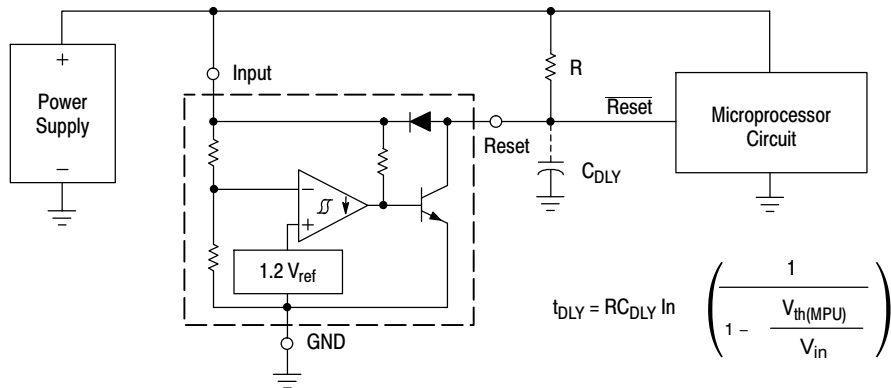 Power
Supply
+
−
Input
R
Reset
Microprocessor
Circuit
Reset
C_DLY
−
+
1.2 V_ref
GND
t_DLY = RC_DLY In ( 1 / ( 1 − V_th(MPU) / V_in ) )